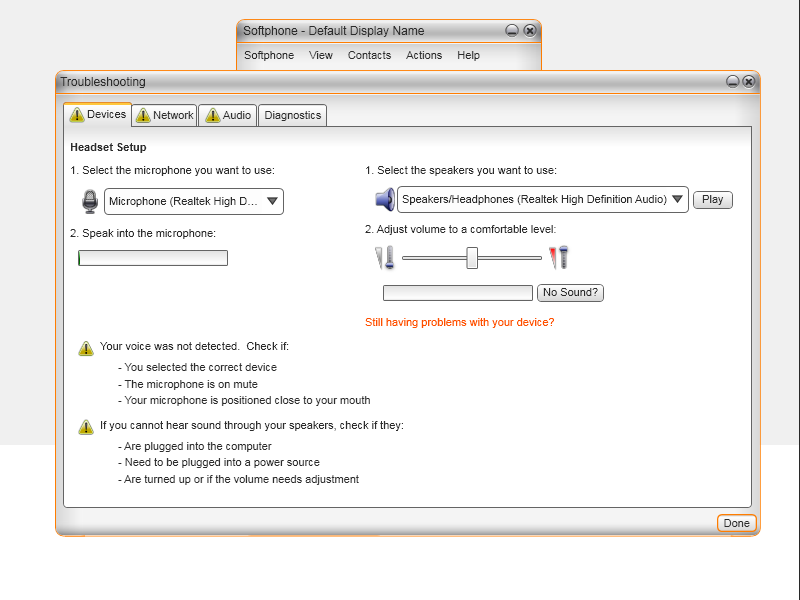 Softphone - Default Display Name
Softphone View Contacts Actions Help
Troubleshooting
Devices Network Audio Diagnostics
Headset Setup
1. Select the microphone you want to use:
Microphone (Realtek High D...
2. Speak into the microphone:
1. Select the speakers you want to use:
Speakers/Headphones (Realtek High Definition Audio) Play
2. Adjust volume to a comfortable level:
No Sound?
Still having problems with your device?
Your voice was not detected. Check if:
- You selected the correct device
- The microphone is on mute
- Your microphone is positioned close to your mouth
If you cannot hear sound through your speakers, check if they:
- Are plugged into the computer
- Need to be plugged into a power source
- Are turned up or if the volume needs adjustment
Done